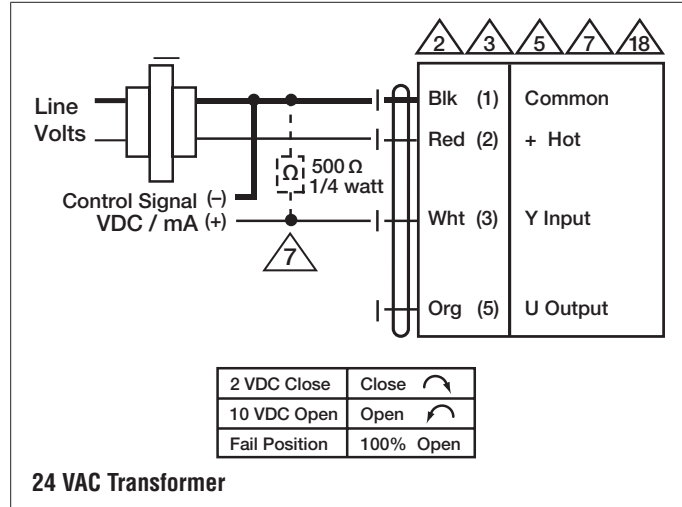 2 3 5 7 18
Line
Volts
Blk (1) Common
Red (2) + Hot
Ω 500 Ω
1/4 watt
Control Signal (–)
VDC / mA (+)
Wht (3) Y Input
7
Org (5) U Output
2 VDC Close Close
10 VDC Open Open
Fail Position 100% Open
24 VAC Transformer